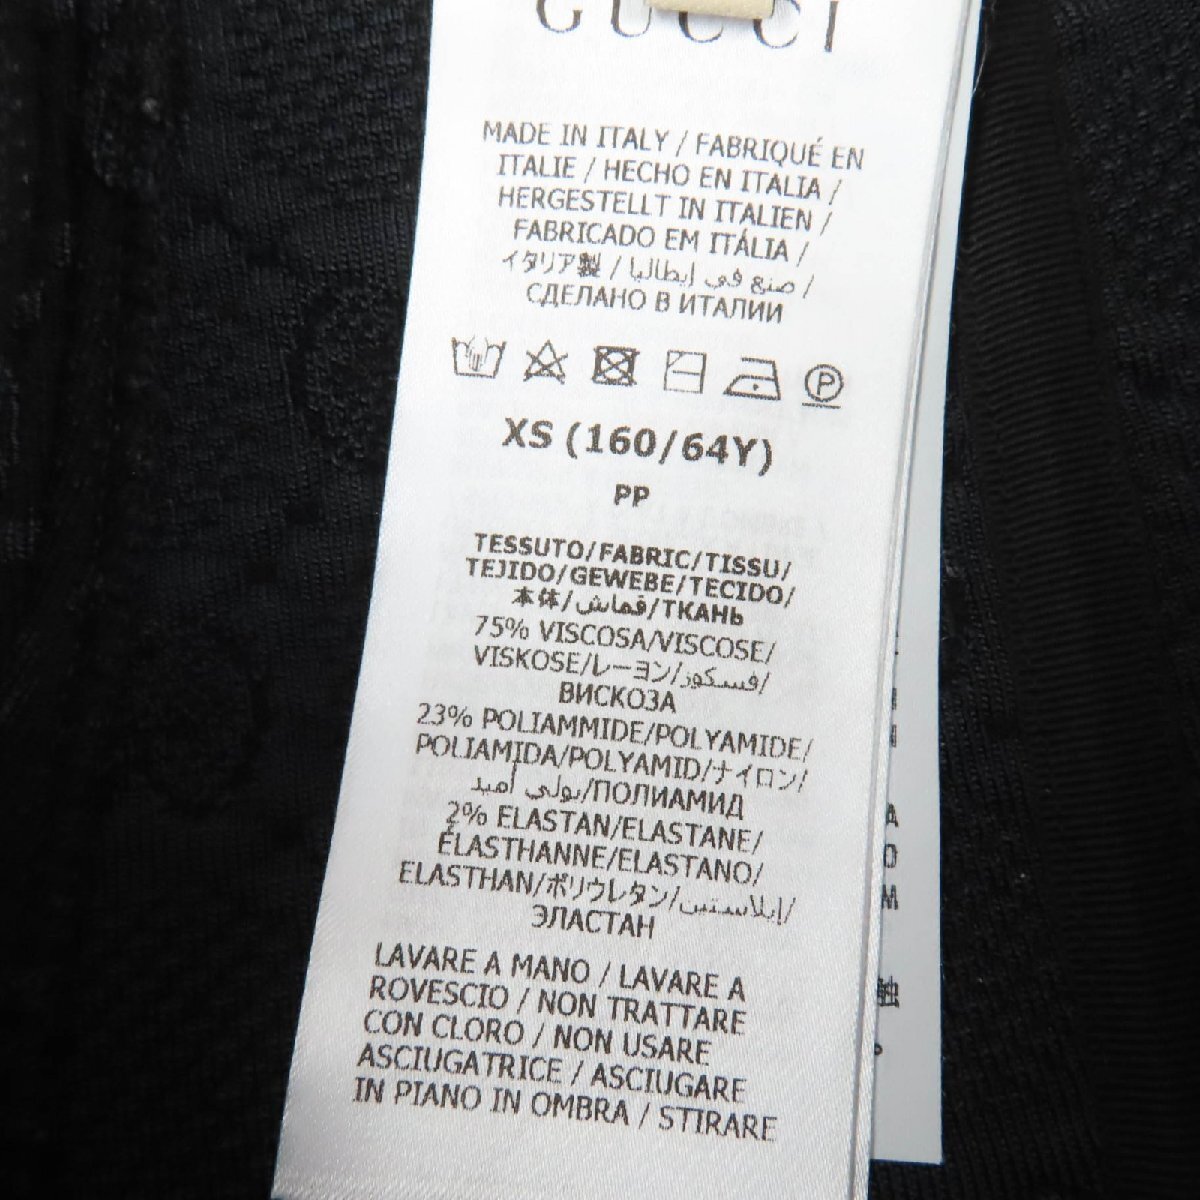 GUCCI
MADE IN ITALY / FABRIQUÉ EN
ITALIE / HECHO EN ITALIA /
HERGESTELLT IN ITALIEN /
FABRICADO EM ITÁLIA /
イタリア製 / صنع في إيطاليا /
СДЕЛАНО В ИТАЛИИ
P
XS (160/64Y)
PP
TESSUTO/FABRIC/TISSU/
TEJIDO/GEWEBE/TECIDO/
本体/قماش/ТКАНЬ
75% VISCOSA/VISCOSE/
VISKOSE/レーヨン/فسكوز/
ВИСКОЗА
23% POLIAMMIDE/POLYAMIDE/
POLIAMIDA/POLYAMID/ナイロン/
بولي أميد/ПОЛИАМИД
2% ELASTAN/ELASTANE/
ÉLASTHANNE/ELASTANO/
ELASTHAN/ポリウレタン/إيلاستين/
ЭЛАСТАН
LAVARE A MANO / LAVARE A
ROVESCIO / NON TRATTARE
CON CLORO / NON USARE
ASCIUGATRICE / ASCIUGARE
IN PIANO IN OMBRA / STIRARE
A
O
M
触